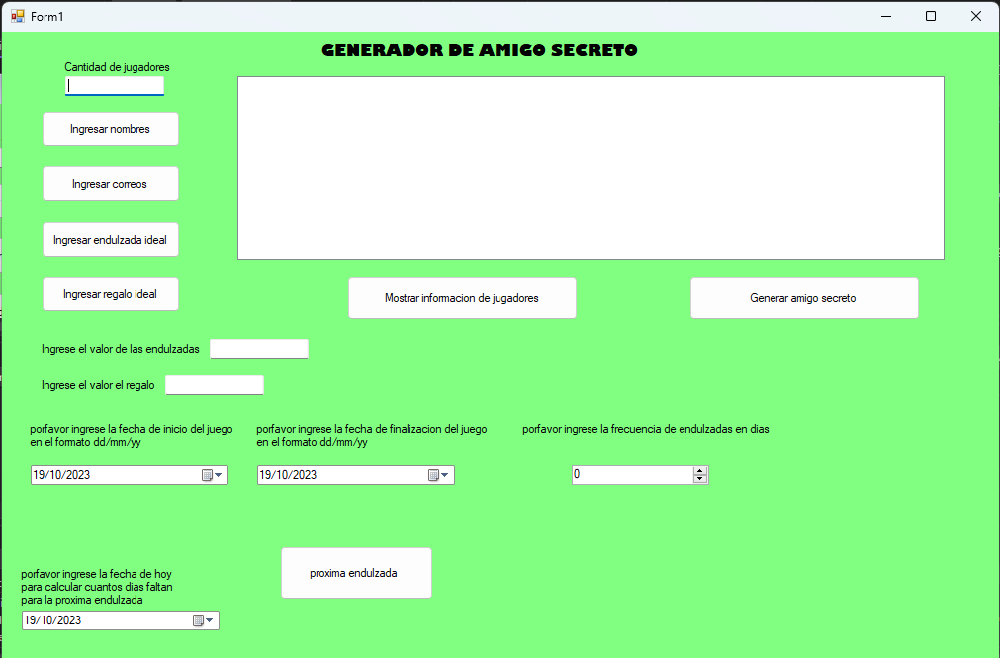 Form1
GENERADOR DE AMIGO SECRETO
Cantidad de jugadores
Ingresar nombres
Ingresar correos
Ingresar endulzada ideal
Ingresar regalo ideal
Mostrar informacion de jugadores
Generar amigo secreto
Ingrese el valor de las endulzadas
Ingrese el valor el regalo
porfavor ingrese la fecha de inicio del juego
en el formato dd/mm/yy
19/10/2023
porfavor ingrese la fecha de finalizacion del juego
en el formato dd/mm/yy
19/10/2023
porfavor ingrese la frecuencia de endulzadas en dias
0
porfavor ingrese la fecha de hoy
para calcular cuantos dias faltan
para la proxima endulzada
19/10/2023
proxima endulzada